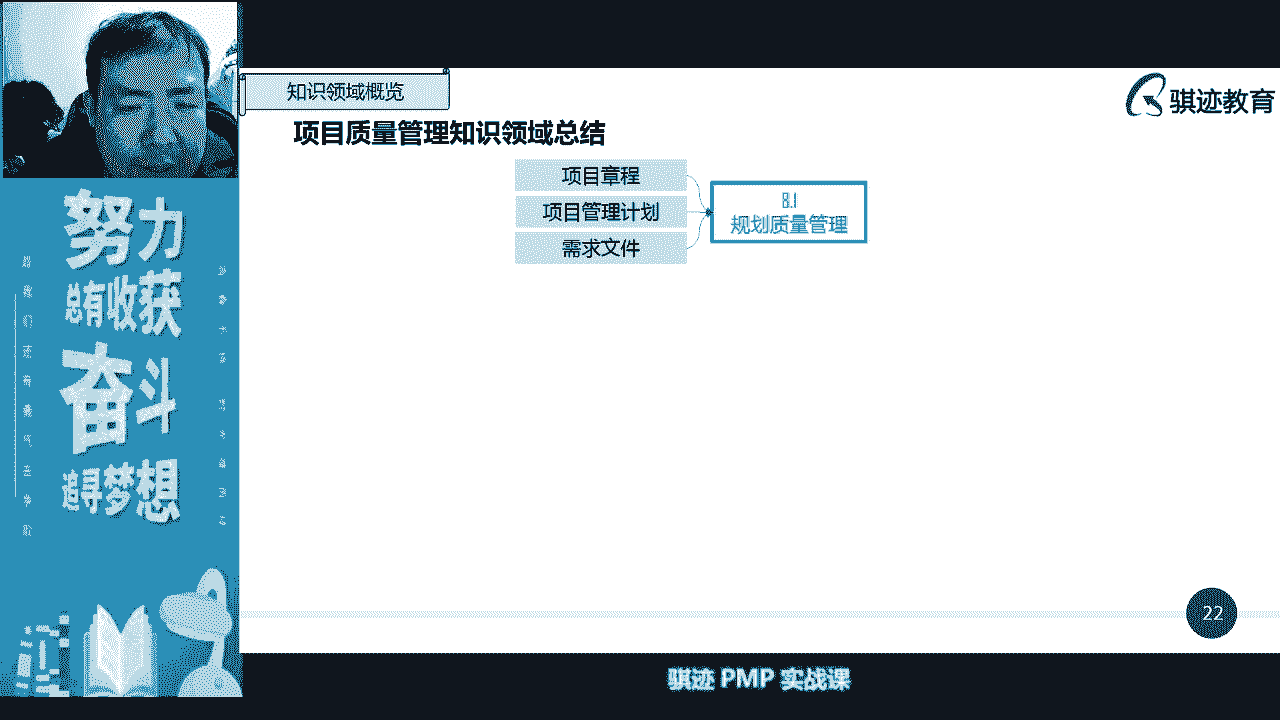 知识领域概览
骐迹教育
项目质量管理知识领域总结
项目章程
项目管理计划
需求文件
8.1
规划质量管理
努力
总有收获
奋斗
追寻梦想
22
骐迹 PMP 实战课